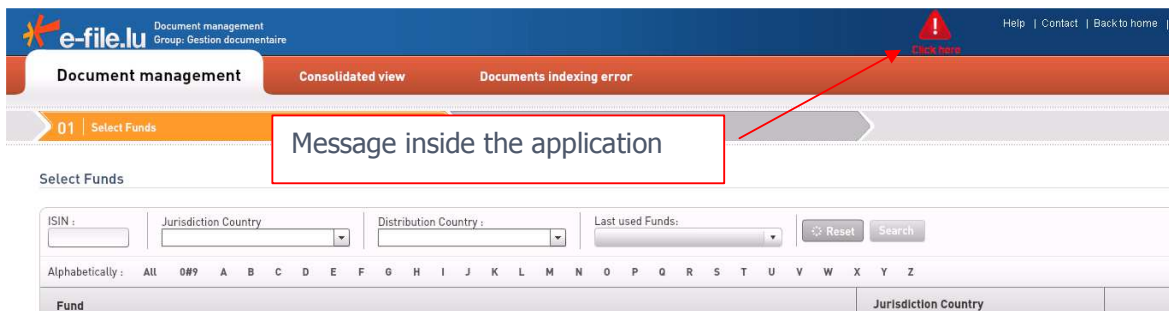 e-file.lu
Document management
Group: Gestion documentaire
Click here
Help | Contact | Back to home |
Document management Consolidated view Documents indexing error
01 Select Funds
Message inside the application
Select Funds
ISIN : Jurisdiction Country Distribution Country : Last used Funds:
Reset Search
Alphabetically : All 0#9 A B C D E F G H I J K L M N O P Q R S T U V W X Y Z
Fund Jurisdiction Country